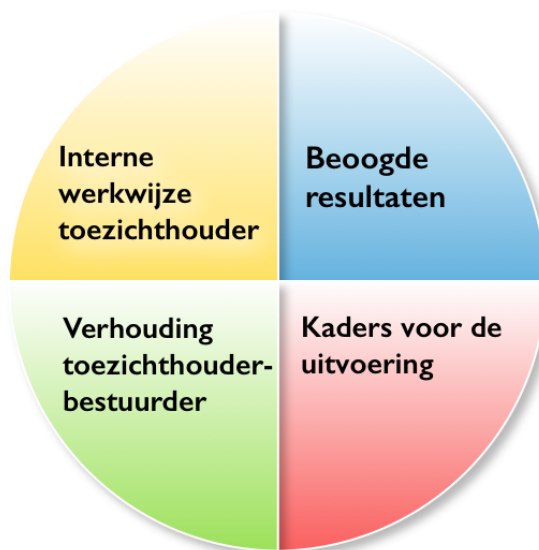 Interne
werkwijze
toezichthouder
Beoogde
resultaten
Verhouding
toezichthouder-
bestuurder
Kaders voor de
uitvoering